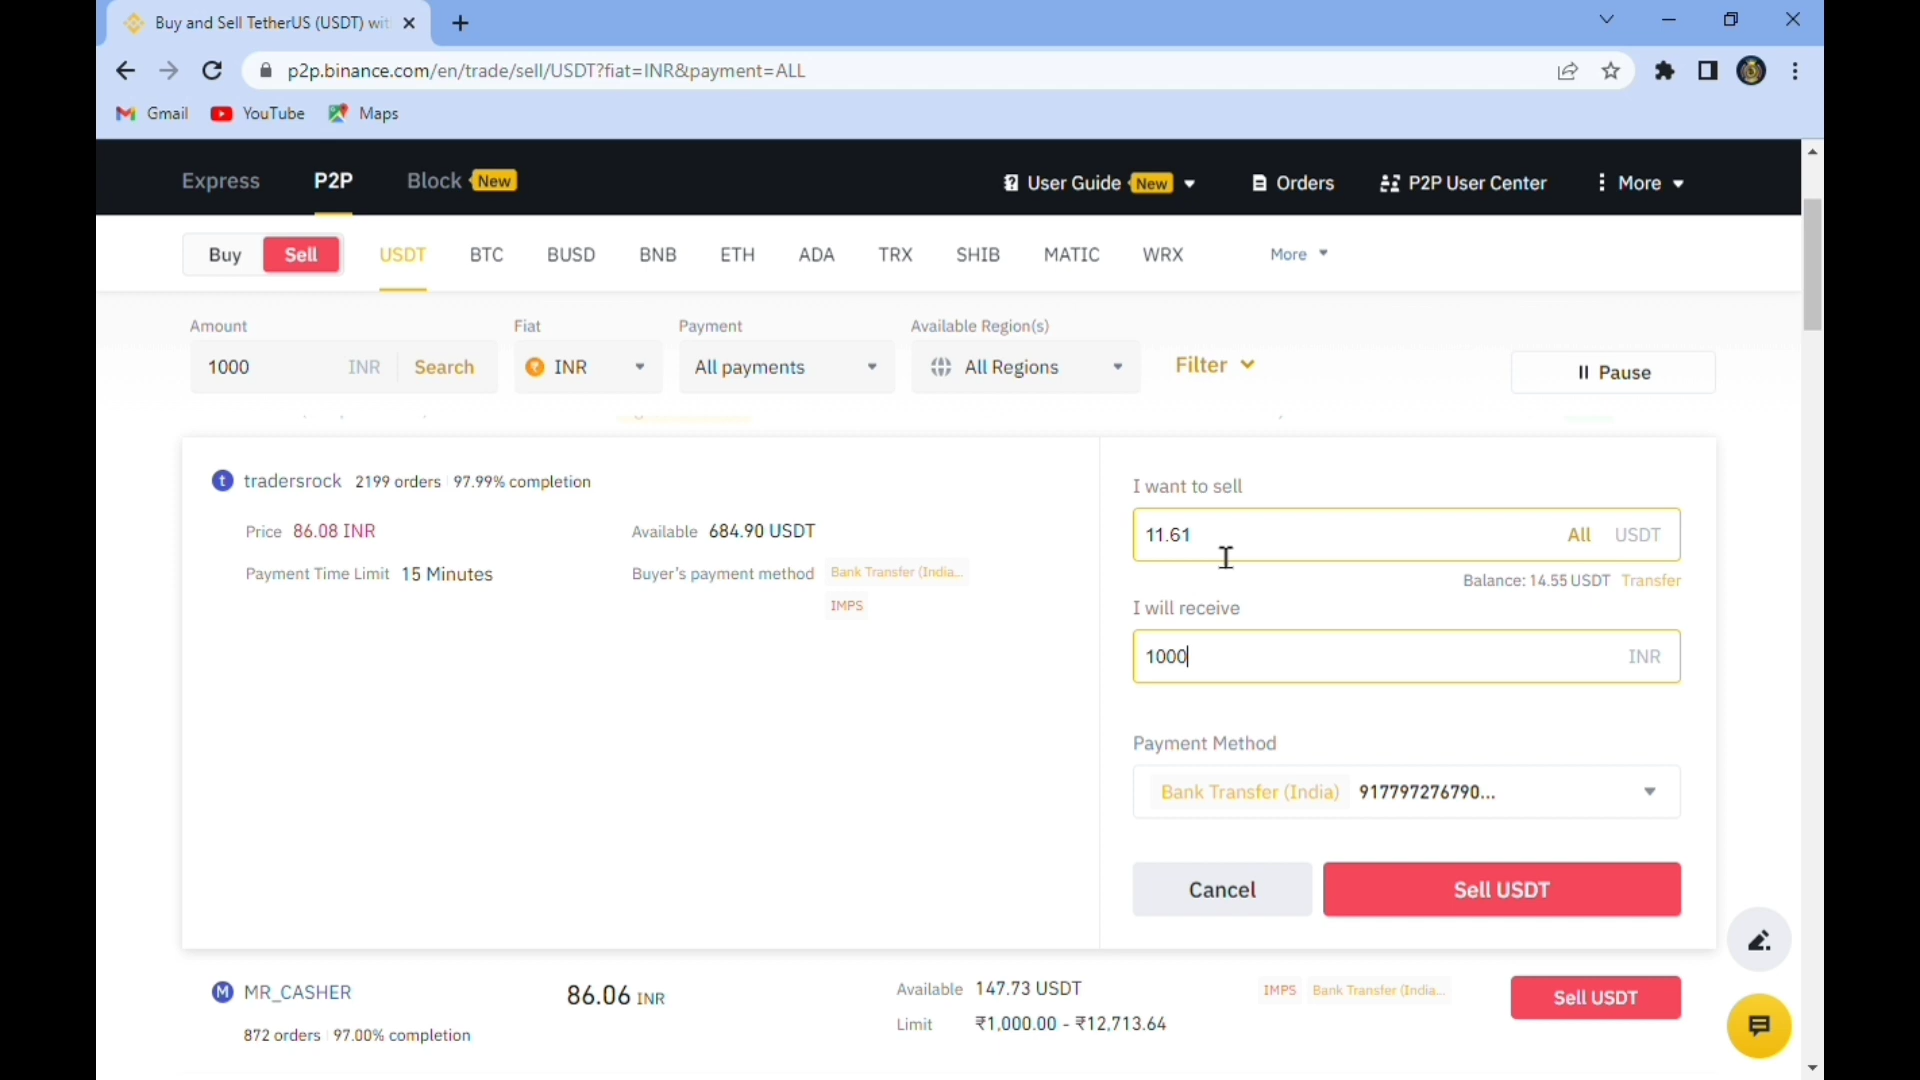 Buy and Sell TetherUS (USDT) wit
p2p.binance.com/en/trade/sell/USDT?fiat=INR&payment=ALL
Gmail YouTube Maps
Express P2P Block New User Guide New Orders P2P User Center More
Buy Sell USDT BTC BUSD BNB ETH ADA TRX SHIB MATIC WRX More
Amount Fiat Payment Available Region(s)
1000 INR Search INR All payments All Regions Filter Pause
t tradersrock 2199 orders 97.99% completion
I want to sell
Price 86.08 INR Available 684.90 USDT
11.61 All USDT
Payment Time Limit 15 Minutes Buyer's payment method Bank Transfer (India...
IMPS
Balance: 14.55 USDT Transfer
I will receive
1000 INR
Payment Method
Bank Transfer (India) 917797276790...
Cancel Sell USDT
M MR_CASHER 86.06 INR Available 147.73 USDT IMPS Bank Transfer (India... Sell USDT
Limit ₹1,000.00 - ₹12,713.64
872 orders 97.00% completion